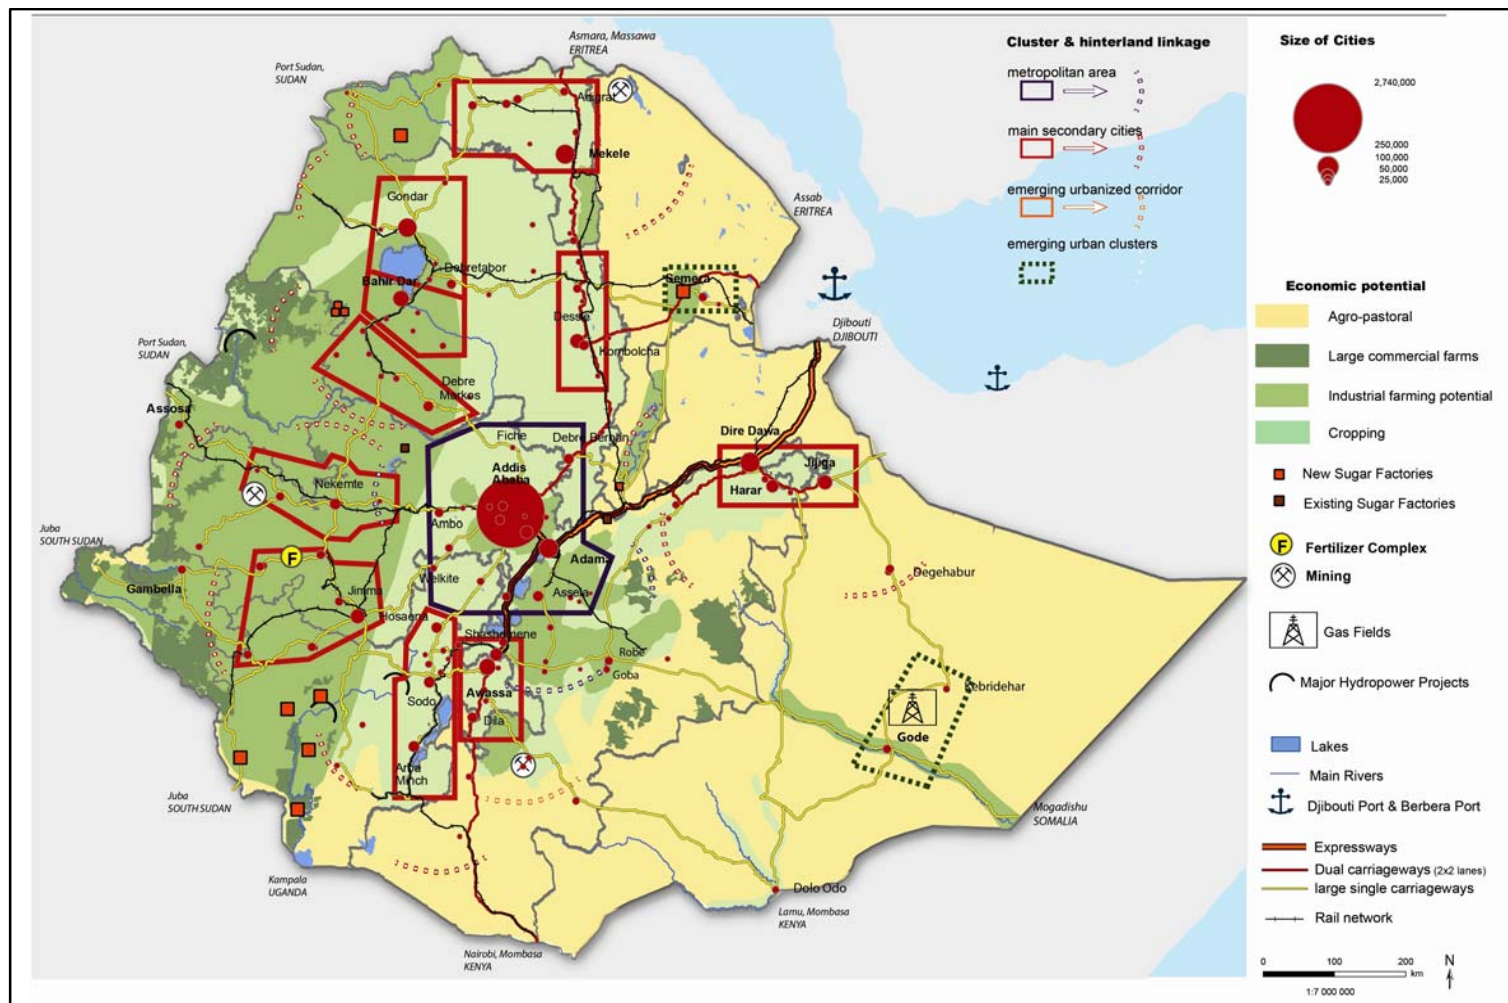 Asmara, Massawa
ERITREA
Port Sudan,
SUDAN
Adigrat
Mekele
Gondar
Assab
ERITREA
Debretabor
Bahir Dar
Semera
Dessie
Kombolcha
Djibouti
DJIBOUTI
Port Sudan,
SUDAN
Debre
Markos
Assosa
Fiche
Debre Berhan
Dire Dawa
Addis
Ababa
Jijiga
Harar
Nekemte
Ambo
Juba
SOUTH SUDAN
F
Adama
Gambella
Welkite
Degehabur
Jimma
Assela
Hosaena
Shashemene
Robe
Goba
Sodo
Awassa
Kebridehar
Dila
Gode
Arba
Minch
Juba
SOUTH SUDAN
Mogadishu
SOMALIA
Kampala
UGANDA
Dolo Odo
Lamu, Mombasa
KENYA
Nairobi, Mombasa
KENYA
Cluster & hinterland linkage
metropolitan area
main secondary cities
emerging urbanized corridor
emerging urban clusters
Size of Cities
2,740,000
250,000
100,000
50,000
25,000
Economic potential
Agro-pastoral
Large commercial farms
Industrial farming potential
Cropping
New Sugar Factories
Existing Sugar Factories
F
Fertilizer Complex
Mining
Gas Fields
Major Hydropower Projects
Lakes
Main Rivers
Djibouti Port & Berbera Port
Expressways
Dual carriageways (2x2 lanes)
large single carriageways
Rail network
0 100 200
km
N
1:7 000 000